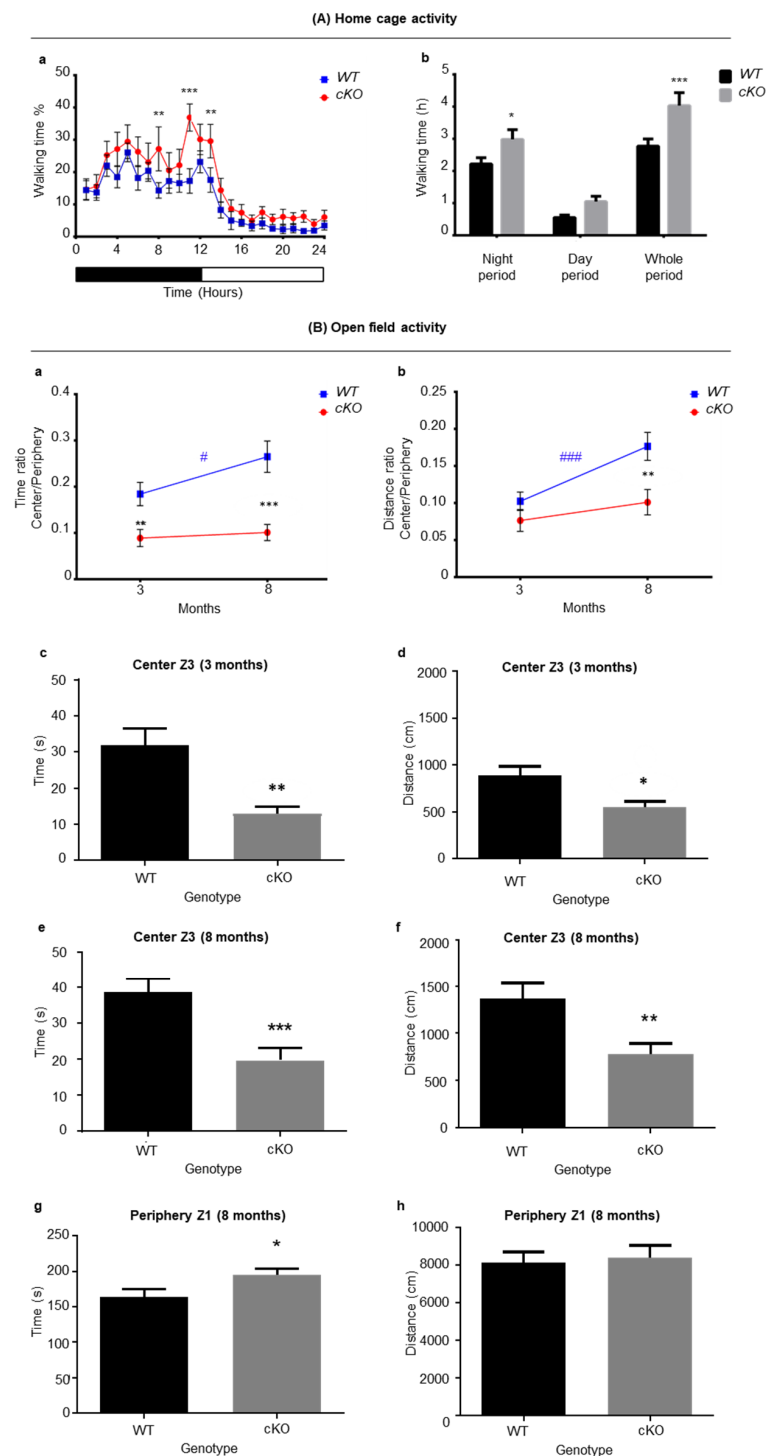 (A) Home cage activity
a
50
40
30
20
10
0
Walking time %
**
***
**
WT
cKO
0
4
8
12
16
20
24
Time (Hours)
b
5
4
3
2
1
0
Walking time (h)
*
***
WT
cKO
Night
period
Day
period
Whole
period
(B) Open field activity
a
0.4
0.3
0.2
0.1
0
Time ratio
Center/Periphery
#
**
***
WT
cKO
3
8
Months
b
0.25
0.20
0.15
0.10
0.05
0
Distance ratio
Center/Periphery
###
**
WT
cKO
3
8
Months
c
Center Z3 (3 months)
50
40
30
20
10
0
Time (s)
**
WT
cKO
Genotype
d
Center Z3 (3 months)
2000
1500
1000
500
0
Distance (cm)
*
WT
cKO
Genotype
e
Center Z3 (8 months)
50
40
30
20
10
0
Time (s)
***
WT
cKO
Genotype
f
Center Z3 (8 months)
2000
1500
1000
500
0
Distance (cm)
**
WT
cKO
Genotype
g
Periphery Z1 (8 months)
250
200
150
100
50
0
Time (s)
*
WT
cKO
Genotype
h
Periphery Z1 (8 months)
10000
8000
6000
4000
2000
0
Distance (cm)
WT
cKO
Genotype